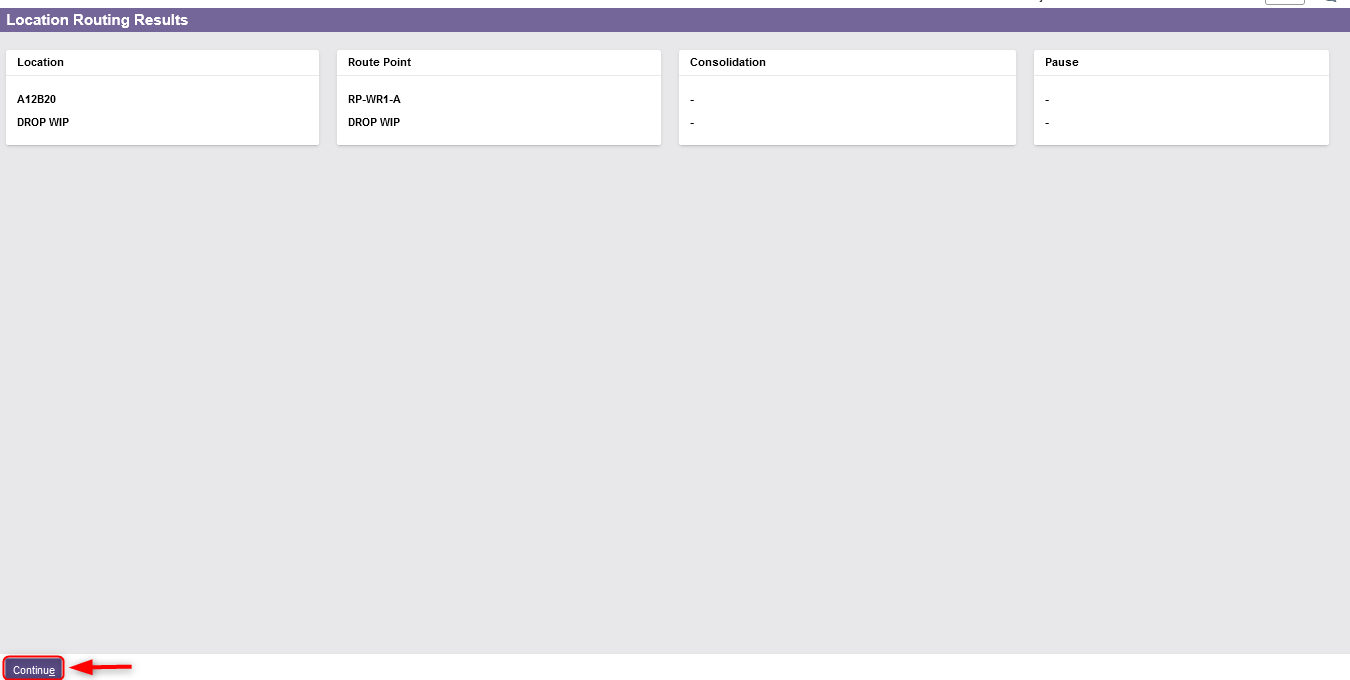 Location Routing Results
Location
A12B20
DROP WIP
Route Point
RP-WR1-A
DROP WIP
Consolidation
-
-
Pause
-
-
Continue